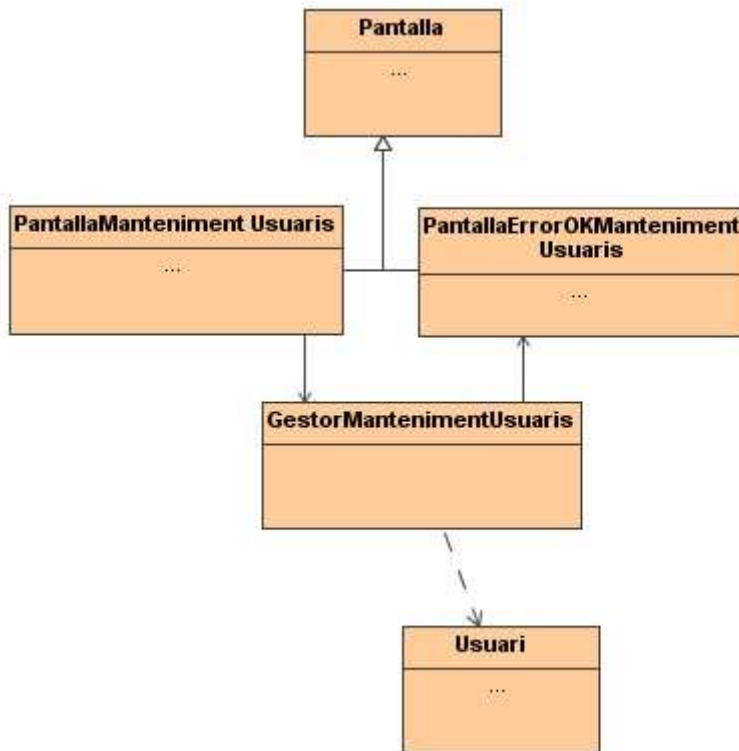 Pantalla
...
PantallaManteniment Usuaris
...
PantallaErrorOKManteniment
Usuaris
...
GestorMantenimentUsuaris
Usuari
...